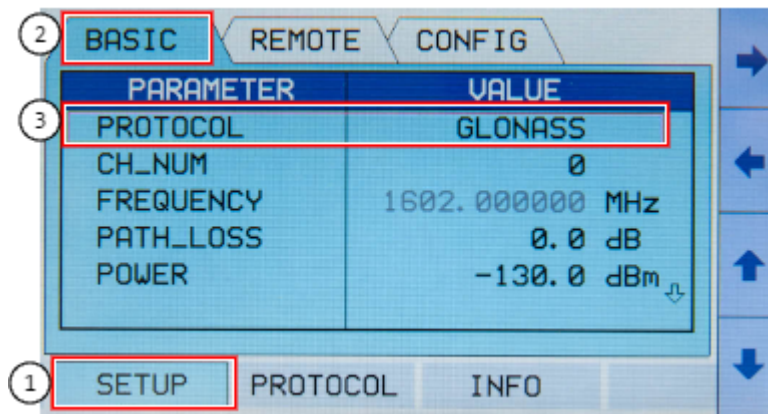 2 BASIC REMOTE CONFIG
PARAMETER VALUE
3 PROTOCOL GLONASS
CH_NUM 0
FREQUENCY 1602.000000 MHz
PATH_LOSS 0.0 dB
POWER -130.0 dBm
1 SETUP PROTOCOL INFO